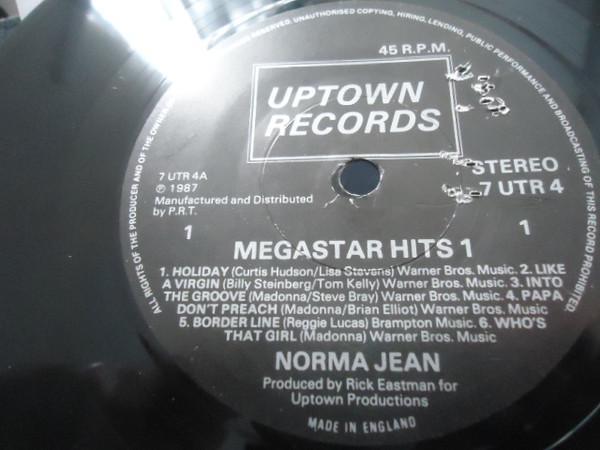 45 R.P.M.
UPTOWN
RECORDS
7 UTR 4A
℗ 1987
Manufactured and Distributed
by P.R.T.
STEREO
7 UTR 4
1
1
MEGASTAR HITS 1
1. HOLIDAY (Curtis Hudson/Lisa Stevens) Warner Bros. Music. 2. LIKE
A VIRGIN (Billy Steinberg/Tom Kelly) Warner Bros. Music. 3. INTO
THE GROOVE (Madonna/Steve Bray) Warner Bros. Music. 4. PAPA
DON'T PREACH (Madonna/Brian Elliot) Warner Bros. Music
5. BORDER LINE (Reggie Lucas) Brampton Music. 6. WHO'S
THAT GIRL (Madonna) Warner Bros. Music
NORMA JEAN
Produced by Rick Eastman for
Uptown Productions
MADE IN ENGLAND
ALL RIGHTS OF THE PRODUCER AND OF THE OWNER
RESERVED. UNAUTHORISED COPYING, HIRING, LENDING, PUBLIC PERFORMANCE AND BROADCASTING OF THIS RECORD PROHIBITED.